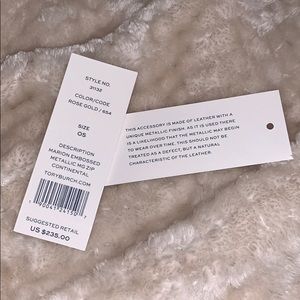 STYLE NO.
31132
COLOR/CODE
ROSE GOLD / 654
SIZE
OS
DESCRIPTION
MARION EMBOSSED
METALLIC MG ZIP
CONTINENTAL
TORYBURCH.COM
SUGGESTED RETAIL
US $235.00
THIS ACCESSORY IS MADE OF LEATHER WITH A
UNIQUE METALLIC FINISH. AS IT IS USED THERE
IS A LIKELIHOOD THAT THE METALLIC MAY BEGIN
TO WEAR OVER TIME. THIS SHOULD NOT BE
TREATED AS A DEFECT, BUT A NATURAL
CHARACTERISTIC OF THE LEATHER.